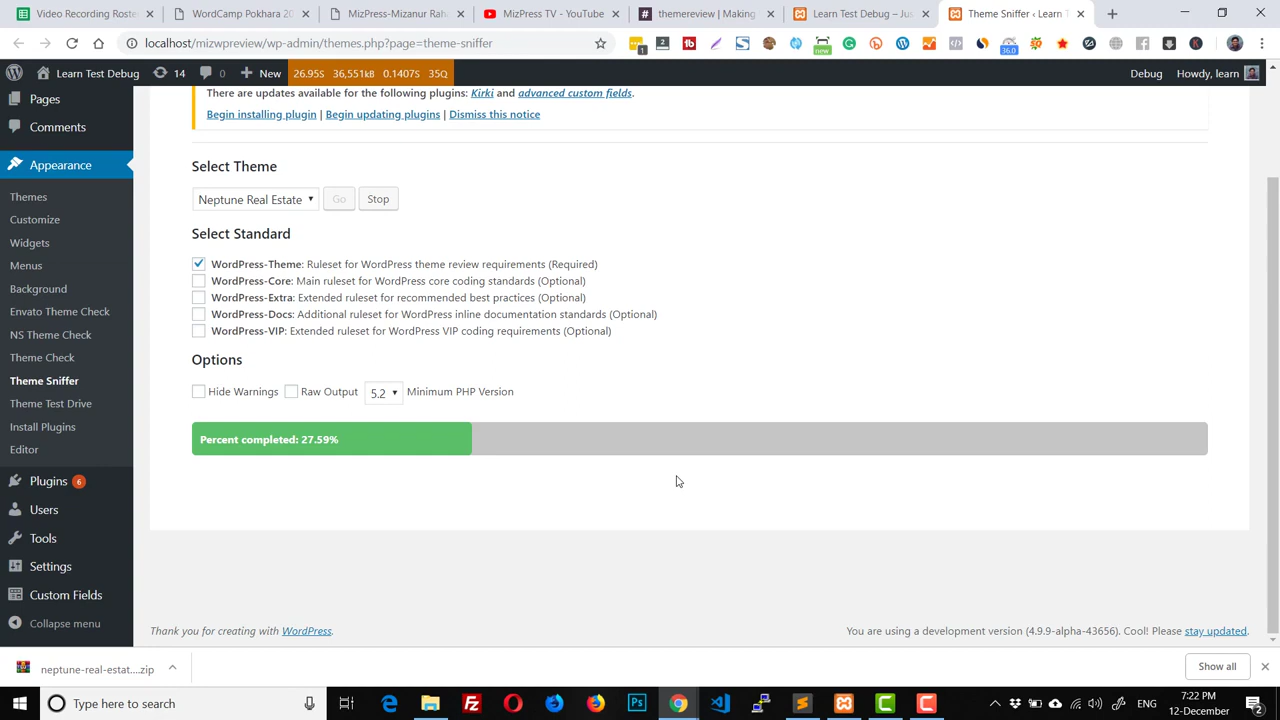 Video Recording Roster
WordCamp Mandhara 20
MizPress-Mizanur Rah
MizPress TV - YouTube
themereview | Making
Learn Test Debug – Jus
Theme Sniffer ‹ Learn T
localhost/mizwpreview/wp-admin/themes.php?page=theme-sniffer
1
2
new
36.0
Learn Test Debug
14
0
New
26.95S 36,551kB 0.1407S 35Q
Debug
Howdy, learn
Pages
Comments
Appearance
Themes
Customize
Widgets
Menus
Background
Envato Theme Check
NS Theme Check
Theme Check
Theme Sniffer
Theme Test Drive
Install Plugins
Editor
Plugins 6
Users
Tools
Settings
Custom Fields
Collapse menu
There are updates available for the following plugins: Kirki and advanced custom fields.
Begin installing plugin | Begin updating plugins | Dismiss this notice
Select Theme
Neptune Real Estate
Go
Stop
Select Standard
WordPress-Theme: Ruleset for WordPress theme review requirements (Required)
WordPress-Core: Main ruleset for WordPress core coding standards (Optional)
WordPress-Extra: Extended ruleset for recommended best practices (Optional)
WordPress-Docs: Additional ruleset for WordPress inline documentation standards (Optional)
WordPress-VIP: Extended ruleset for WordPress VIP coding requirements (Optional)
Options
Hide Warnings
Raw Output
5.2
Minimum PHP Version
Percent completed: 27.59%
Thank you for creating with WordPress.
You are using a development version (4.9.9-alpha-43656). Cool! Please stay updated.
neptune-real-estat....zip
Show all
Type here to search
ENG
7:22 PM
12-December
2